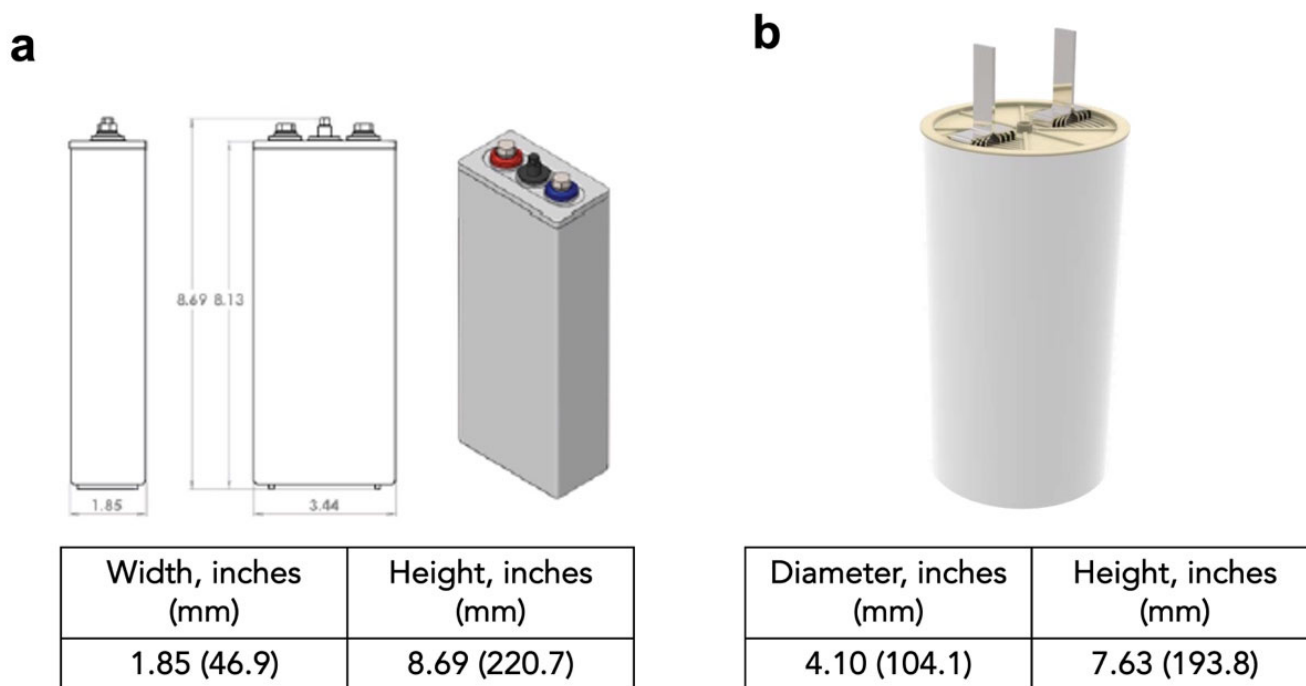 a
8.69 8.13
1.85
3.44
Width, inches
(mm)
Height, inches
(mm)
1.85 (46.9)
8.69 (220.7)
b
Diameter, inches
(mm)
Height, inches
(mm)
4.10 (104.1)
7.63 (193.8)